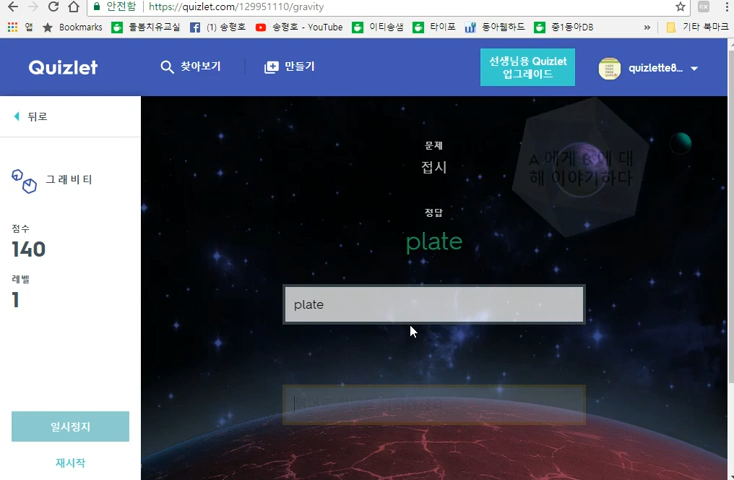 안전함 https://quizlet.com/129951110/gravity
앱 Bookmarks 돌봄치유교실 (1) 송형호 송형호 - YouTube 이티송샘 타이포 동아헬하드 중1동아DB » 기타 북마크
Quizlet 찾아보기 만들기 선생님용 Quizlet
업그레이드 quizlette8...
뒤로
그래비티
점수
140
레벨
1
일시정지
재시작
문제
접시
정답
plate
plate
A 에게 B 에 대
해 이야기하다